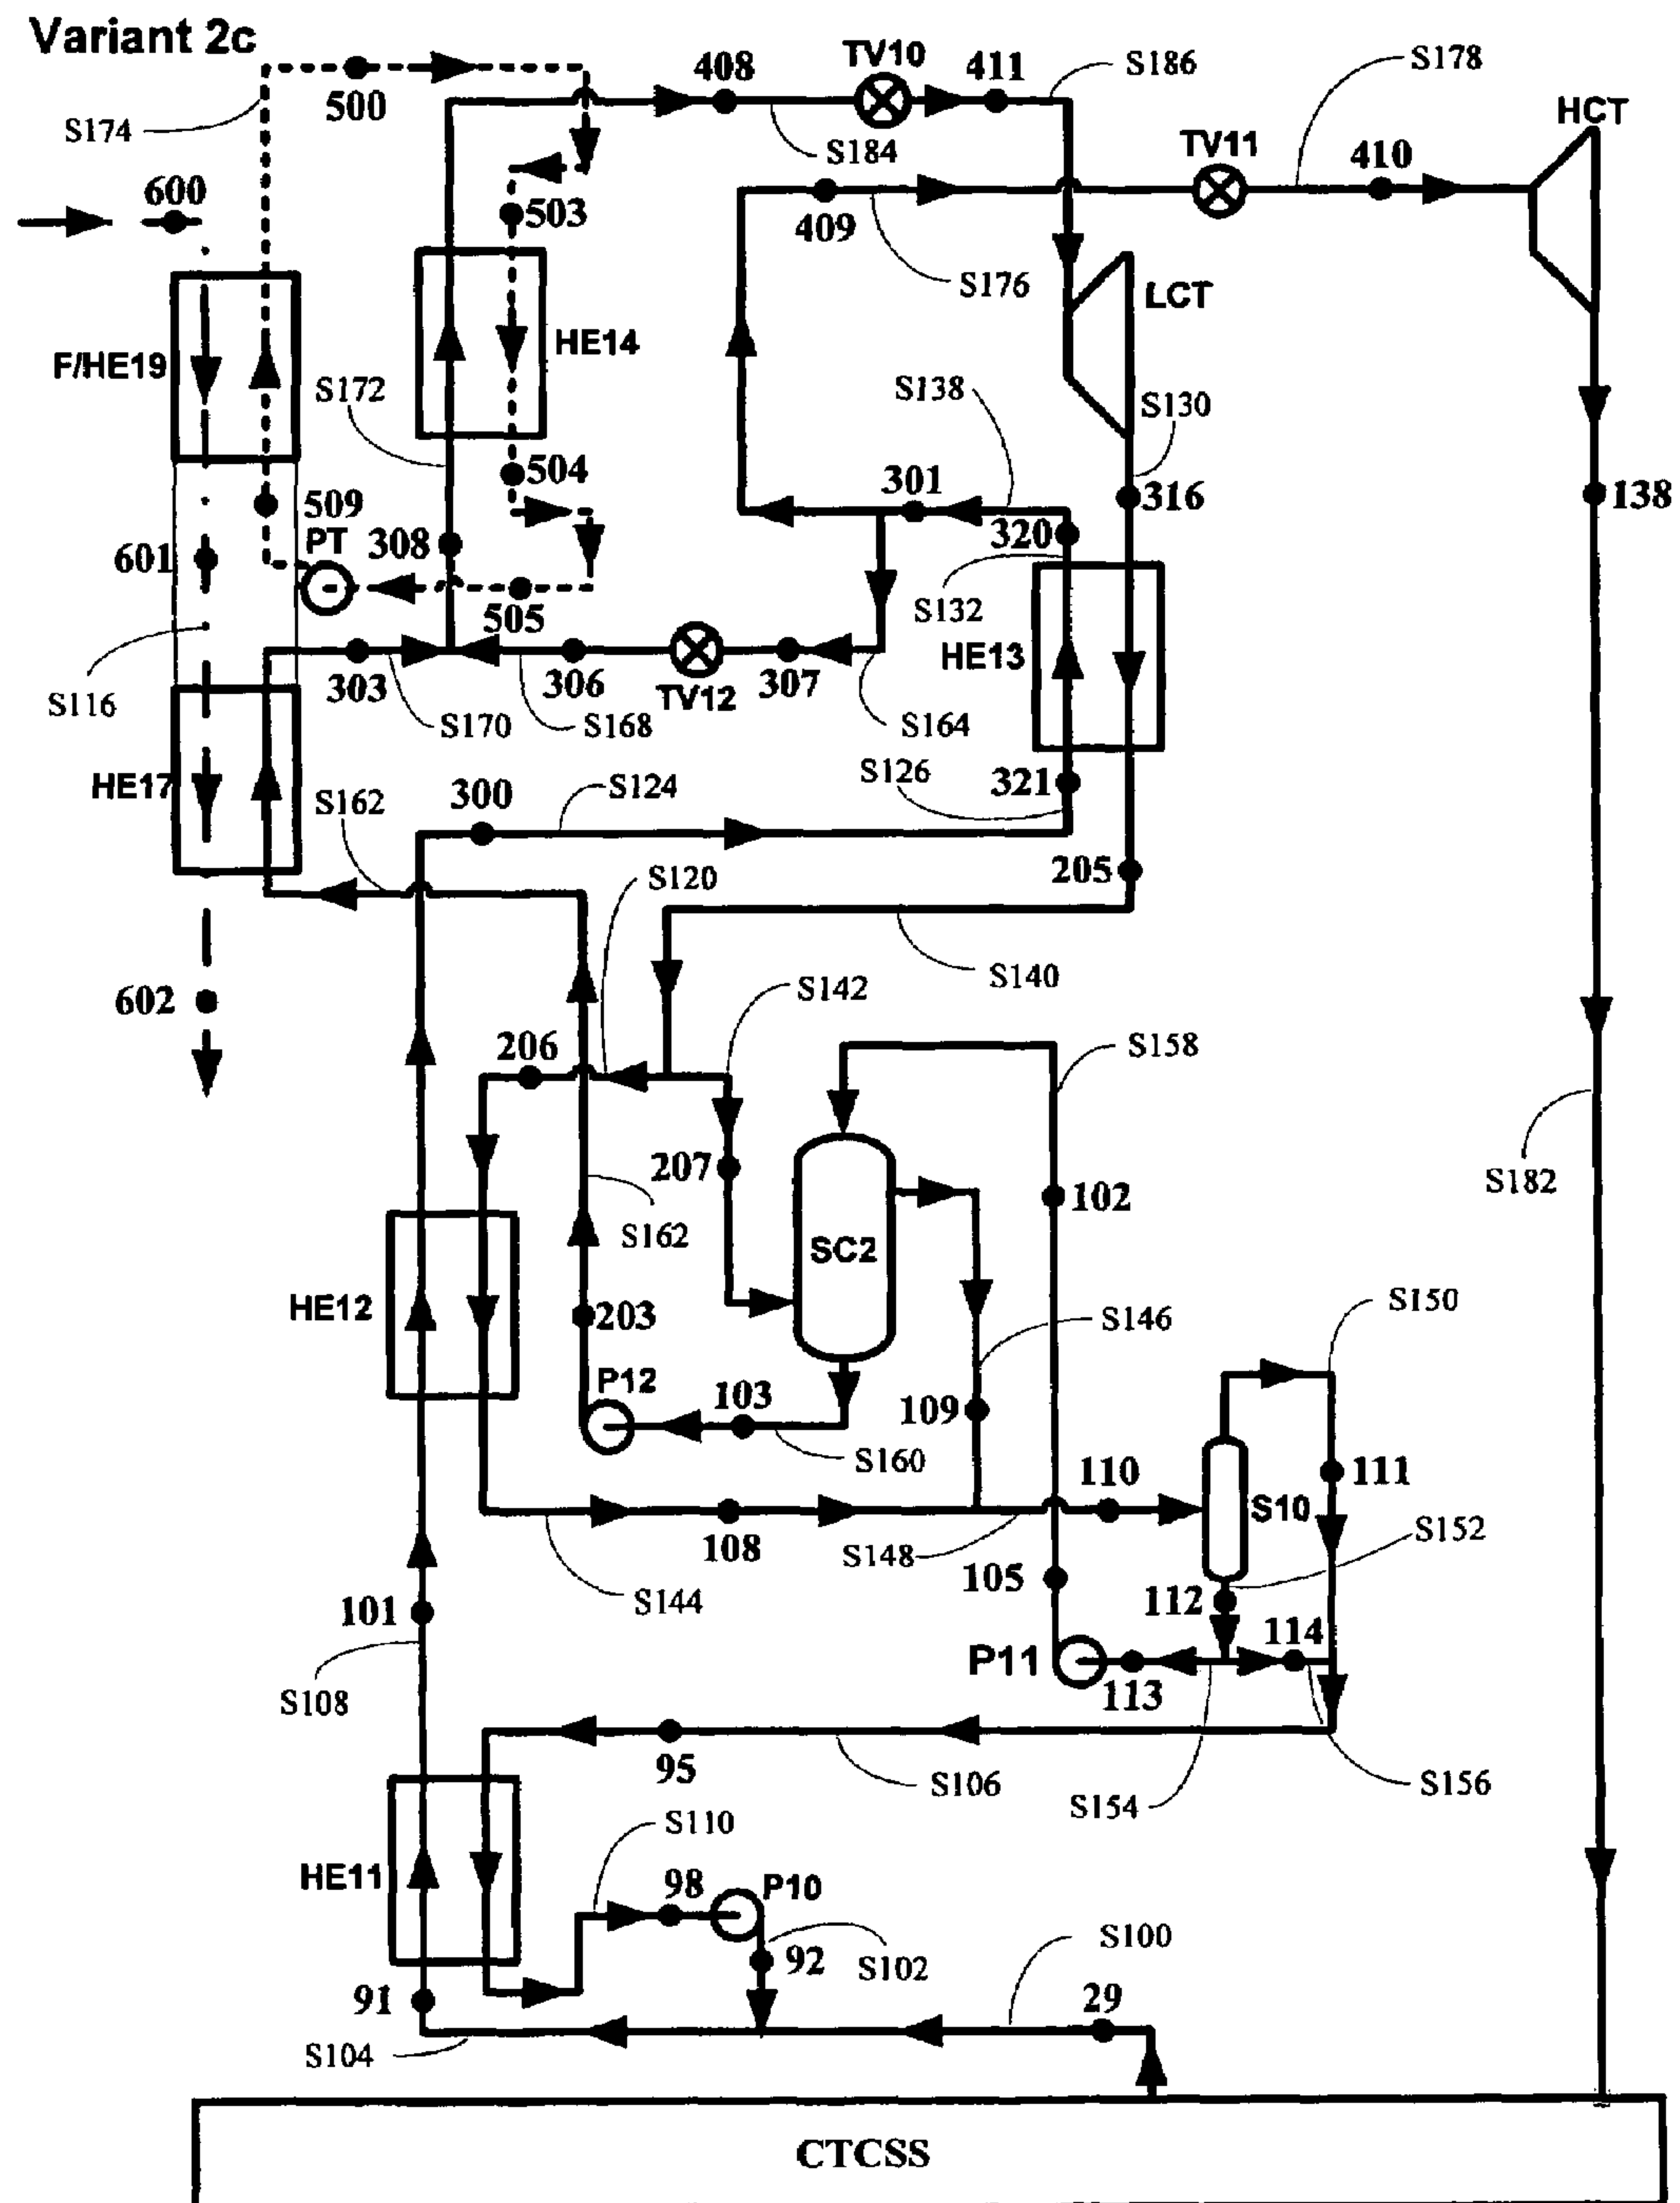 Variant 2c
500
S174
408
TV10
411
S186
S178
HCT
S184
TV11
410
600
503
409
S176
LCT
F/HE19
HE14
S172
S138
S130
504
301
320
316
138
509
PT
308
601
505
S132
HE13
303
306
TV12
307
S116
S170
S168
S164
S126
321
HE17
S162
300
S124
S120
205
S142
S140
602
206
S158
207
102
S182
S162
SC2
HE12
203
S146
S150
P12
103
109
S160
110
111
S10
108
S148
S152
S144
105
112
101
114
P11
113
S108
95
S106
S154
S156
S110
HE11
98
P10
S100
92
S102
91
29
S104
CTCSS